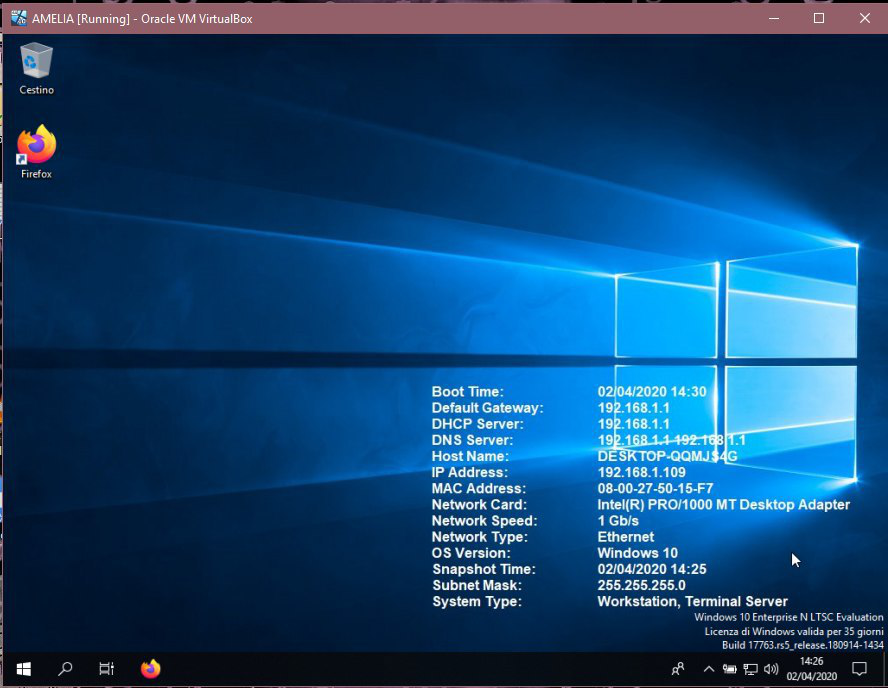 AMELIA [Running] - Oracle VM VirtualBox
Cestino
Firefox
Boot Time: 02/04/2020 14:30
Default Gateway: 192.168.1.1
DHCP Server: 192.168.1.1
DNS Server: 192.168.1.1 192.168.1.1
Host Name: DESKTOP-QQMJS4G
IP Address: 192.168.1.109
MAC Address: 08-00-27-50-15-F7
Network Card: Intel(R) PRO/1000 MT Desktop Adapter
Network Speed: 1 Gb/s
Network Type: Ethernet
OS Version: Windows 10
Snapshot Time: 02/04/2020 14:25
Subnet Mask: 255.255.255.0
System Type: Workstation, Terminal Server
Windows 10 Enterprise N LTSC Evaluation
Licenza di Windows valida per 35 giorni
Build 17763.rs5_release.180914-1434
14:26
02/04/2020